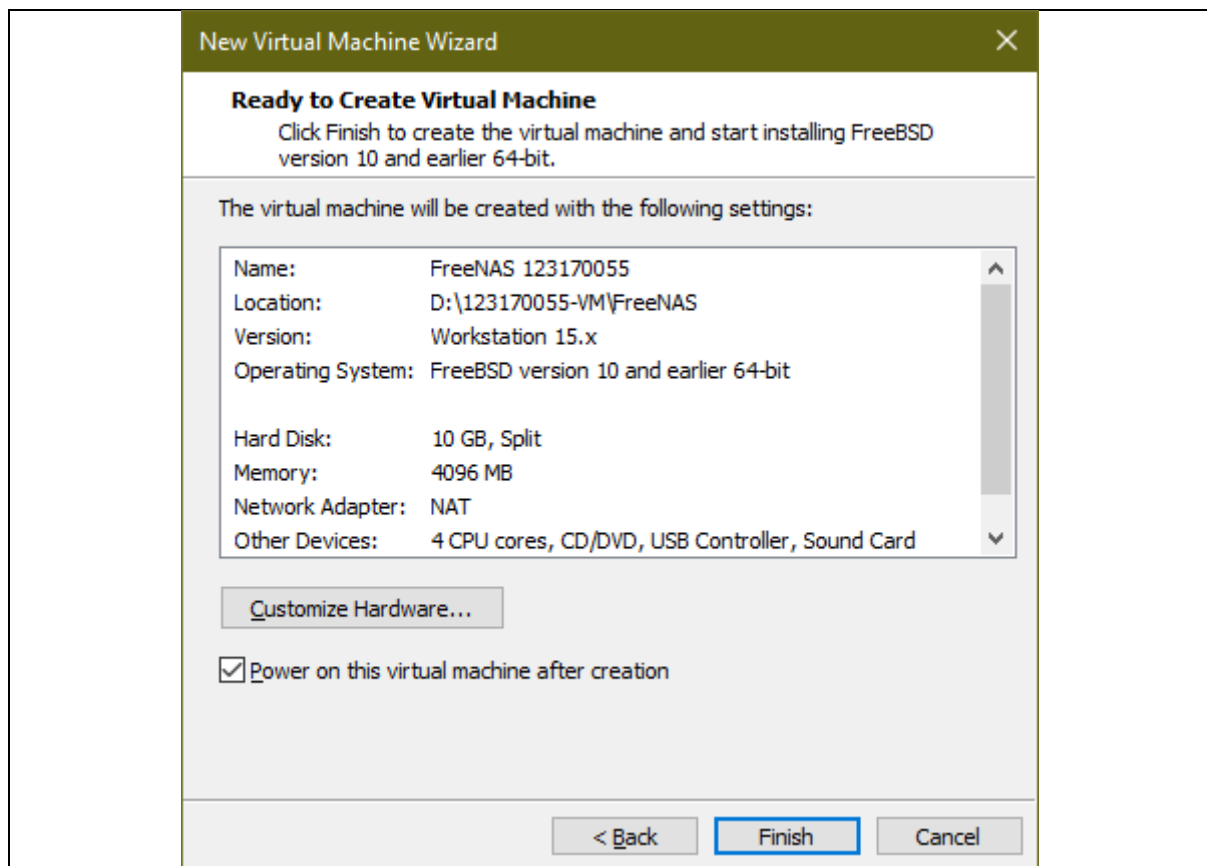 New Virtual Machine Wizard
Ready to Create Virtual Machine
Click Finish to create the virtual machine and start installing FreeBSD
version 10 and earlier 64-bit.
The virtual machine will be created with the following settings:
Name: FreeNAS 123170055
Location: D:\123170055-VM\FreeNAS
Version: Workstation 15.x
Operating System: FreeBSD version 10 and earlier 64-bit
Hard Disk: 10 GB, Split
Memory: 4096 MB
Network Adapter: NAT
Other Devices: 4 CPU cores, CD/DVD, USB Controller, Sound Card
Customize Hardware...
Power on this virtual machine after creation
< Back Finish Cancel